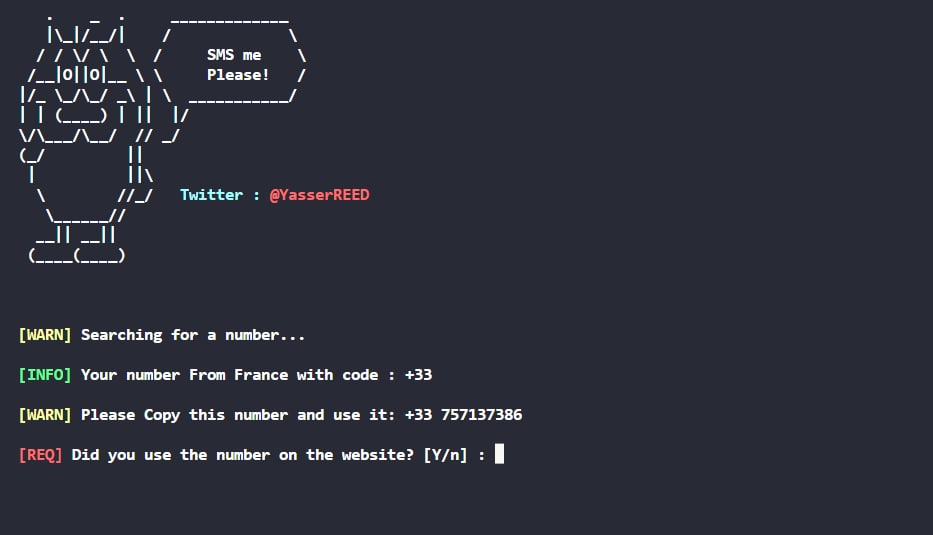 SMS me
Please!
Twitter : @YasserREED
[WARN] Searching for a number...
[INFO] Your number From France with code : +33
[WARN] Please Copy this number and use it: +33 757137386
[REQ] Did you use the number on the website? [Y/n] :